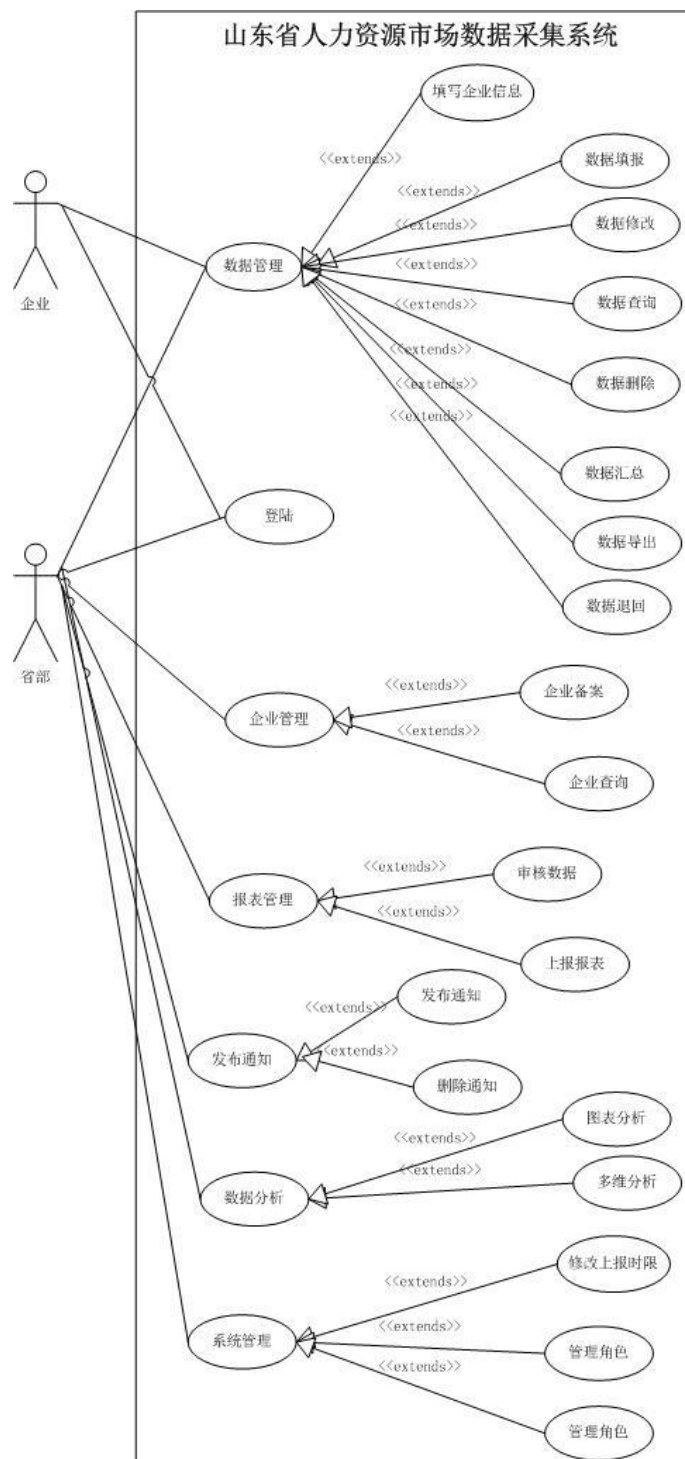 山东省人力资源市场数据采集系统
填写企业信息
<<extends>>
数据填报
<<extends>>
企业
数据修改
<<extends>>
数据管理
<<extends>>
数据查询
<<extends>>
<<extends>>
数据删除
<<extends>>
<<extends>>
数据汇总
登陆
数据导出
数据退回
省部
<<extends>>
企业备案
企业管理
<<extends>>
企业查询
<<extends>>
审核数据
报表管理
<<extends>>
上报报表
发布通知
<<extends>>
<extends>>
发布通知
删除通知
图表分析
<<extends>>
<<extends>>
多维分析
数据分析
修改上报时限
<<extends>>
系统管理
<<extends>>
管理角色
<<extends>>
管理角色